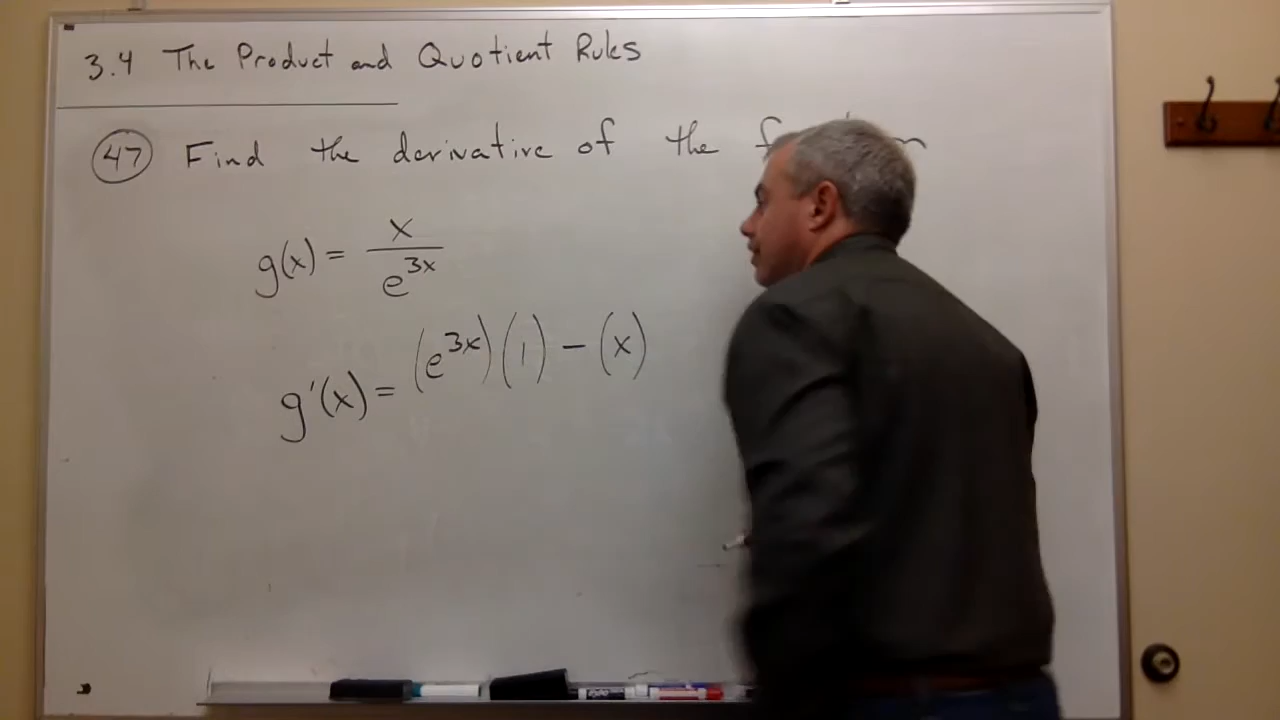 3.4 The Product and Quotient Rules
47 Find the derivative of the
g(x) = x/e^3x
g'(x) = (e^3x)(1) - (x)